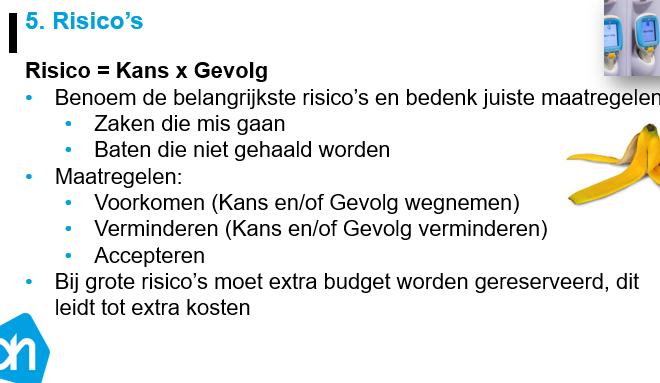 5. Risico's
Risico = Kans x Gevolg
• Benoem de belangrijkste risico's en bedenk juiste maatregelen
• Zaken die mis gaan
• Baten die niet gehaald worden
• Maatregelen:
• Voorkomen (Kans en/of Gevolg wegnemen)
• Verminderen (Kans en/of Gevolg verminderen)
• Accepteren
• Bij grote risico's moet extra budget worden gereserveerd, dit
leidt tot extra kosten